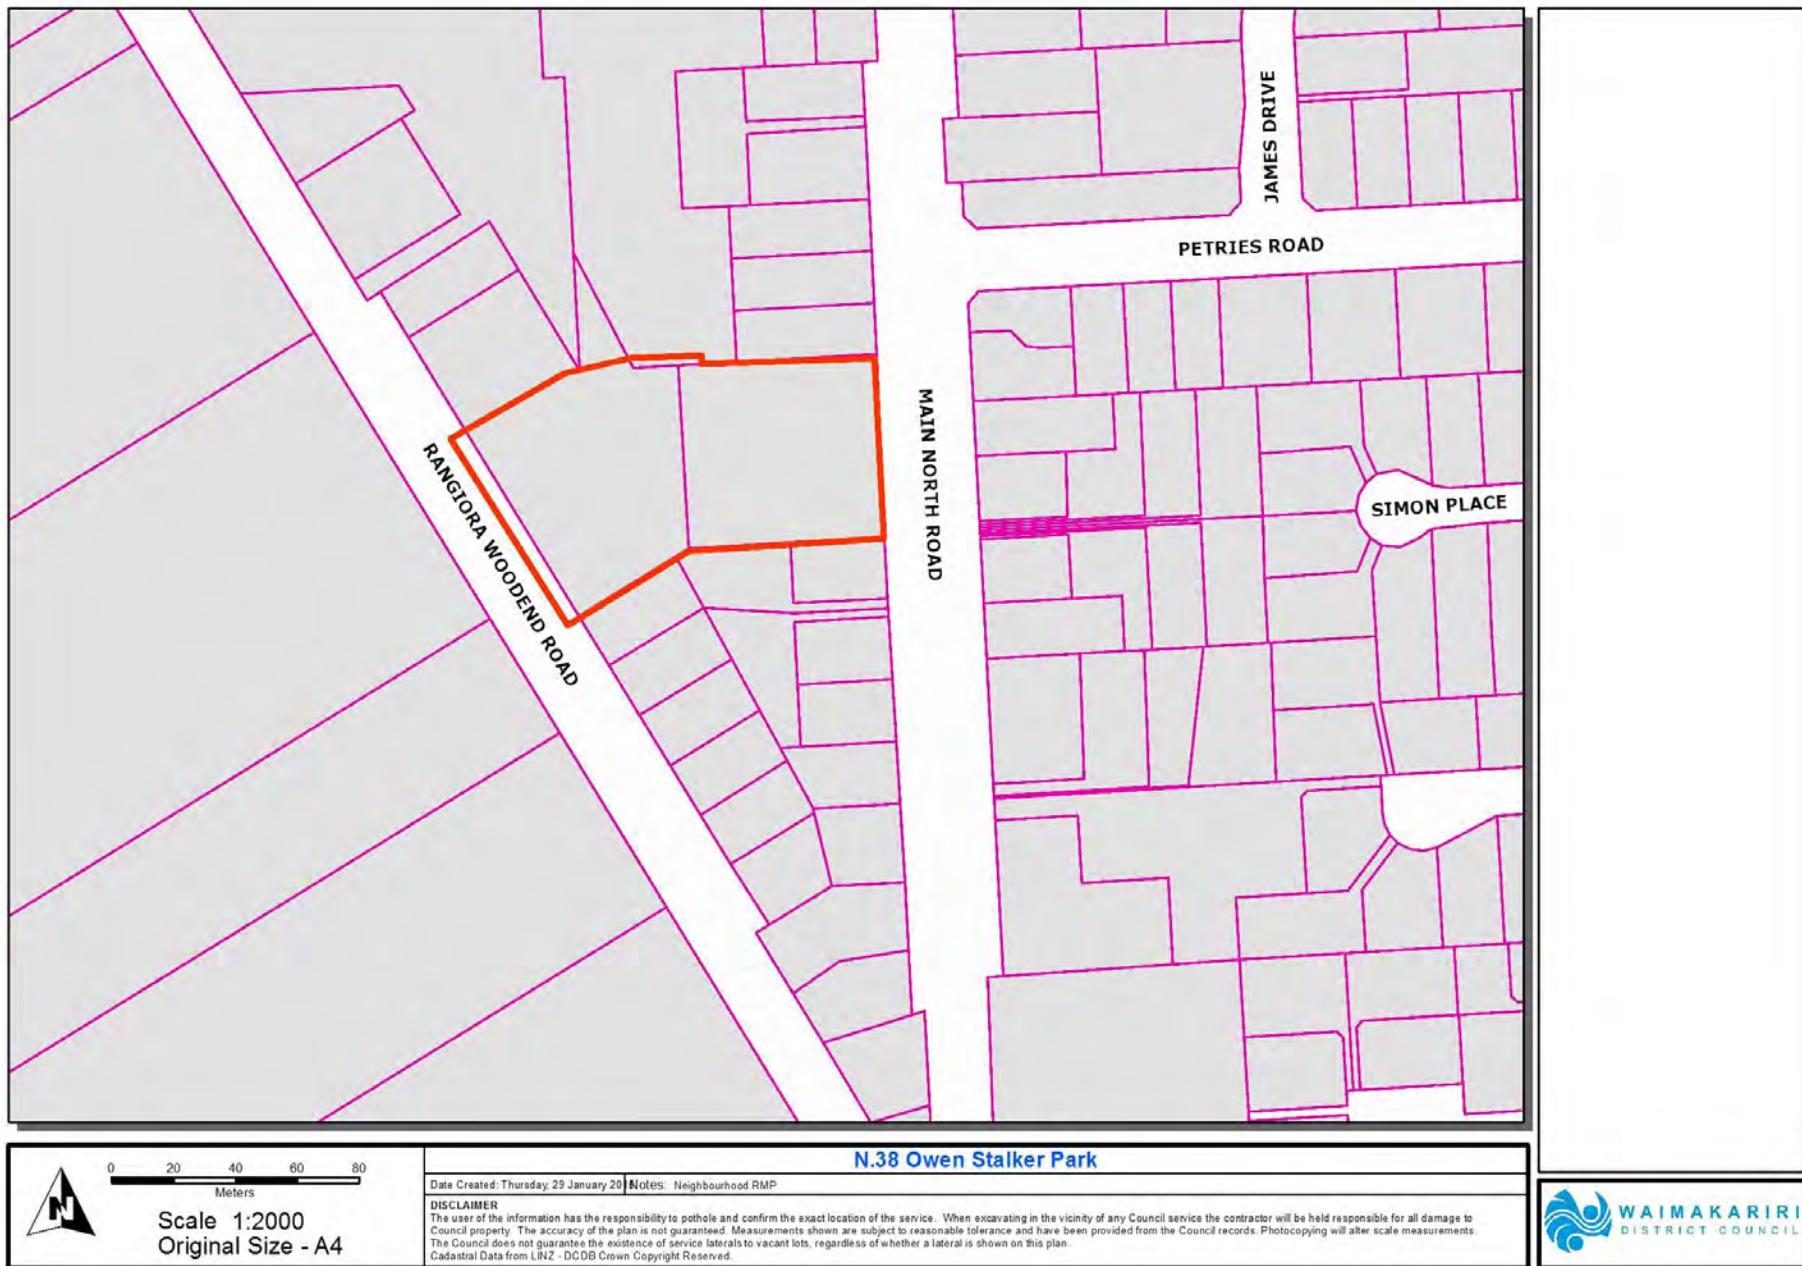 JAMES DRIVE
PETRIES ROAD
MAIN NORTH ROAD
SIMON PLACE
RANGIORA WOODEND ROAD
N
0 20 40 60 80
Meters
Scale 1:2000
Original Size - A4
N.38 Owen Stalker Park
Date Created: Thursday, 29 January Notes: Neighbourhood RMP
DISCLAIMER
The user of the information has the responsibility to pothole and confirm the exact location of the service. When excavating in the vicinity of any Council service the contractor will be held responsible for all damage to
Council property. The accuracy of the plan is not guaranteed. Measurements shown are subject to reasonable tolerance and have been provided from the Council records. Photocopying will alter scale measurements.
The Council does not guarantee the existence of service laterals to vacant lots, regardless of whether a lateral is shown on this plan.
Cadastral Data from LINZ - DCDB Crown Copyright Reserved.
WAIMAKARIRI
DISTRICT COUNCIL